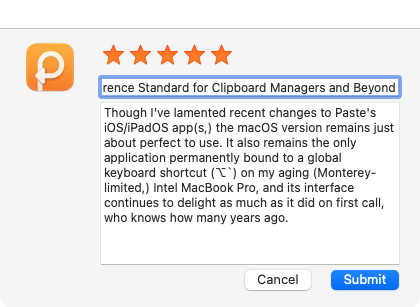 rence Standard for Clipboard Managers and Beyond
Though I've lamented recent changes to Paste's
iOS/iPadOS app(s,) the macOS version remains just
about perfect to use. It also remains the only
application permanently bound to a global
keyboard shortcut (⌥`) on my aging (Monterey-
limited,) Intel MacBook Pro, and its interface
continues to delight as much as it did on first call,
who knows how many years ago.
Cancel
Submit